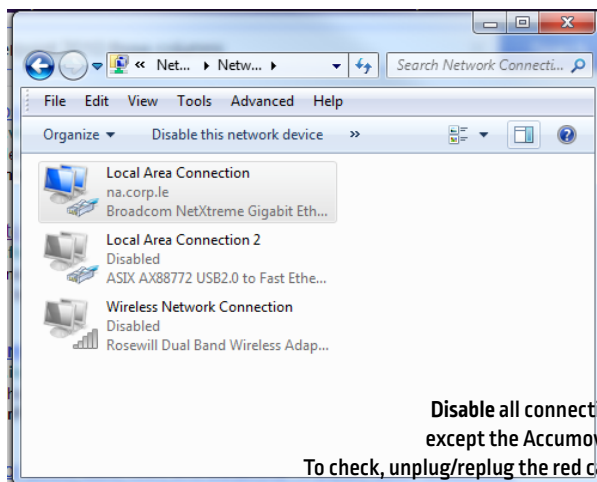 « Net... ▸ Netw... ▸ Search Network Connecti...
File Edit View Tools Advanced Help
Organize Disable this network device »
Local Area Connection
na.corp.le
Broadcom NetXtreme Gigabit Eth...
Local Area Connection 2
Disabled
ASIX AX88772 USB2.0 to Fast Ethe...
Wireless Network Connection
Disabled
Rosewill Dual Band Wireless Adap...
Disable all connecti
except the Accumov
To check, unplug/replug the red ca